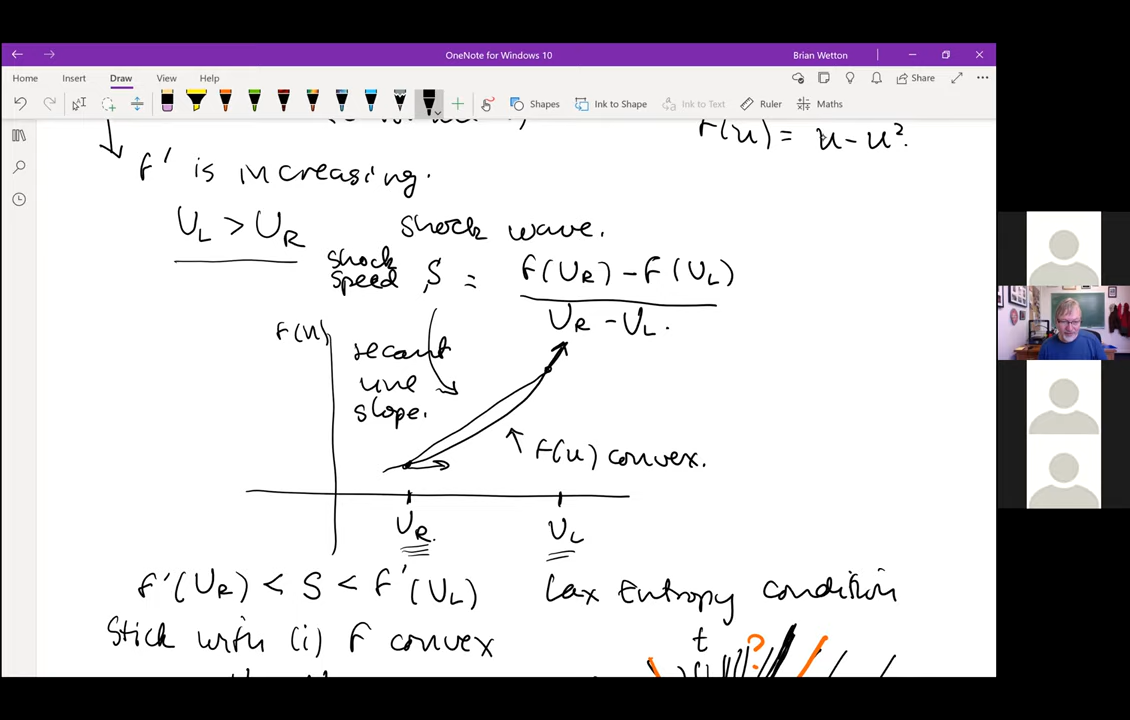 OneNote for Windows 10
Brian Wetton
Home Insert Draw View Help
Share
Shapes Ink to Shape Ink to Text Ruler Maths
f(u) = u - u².
f' is increasing.
U_L > U_R shock wave.
shock speed S = f(U_R) - f(U_L) / U_R - U_L.
f(u)
secant
line
slope.
f(u) convex.
U_R. U_L
f'(U_R) < S < f'(U_L) Lax Entropy condition
Stick with (i) f convex
t
?